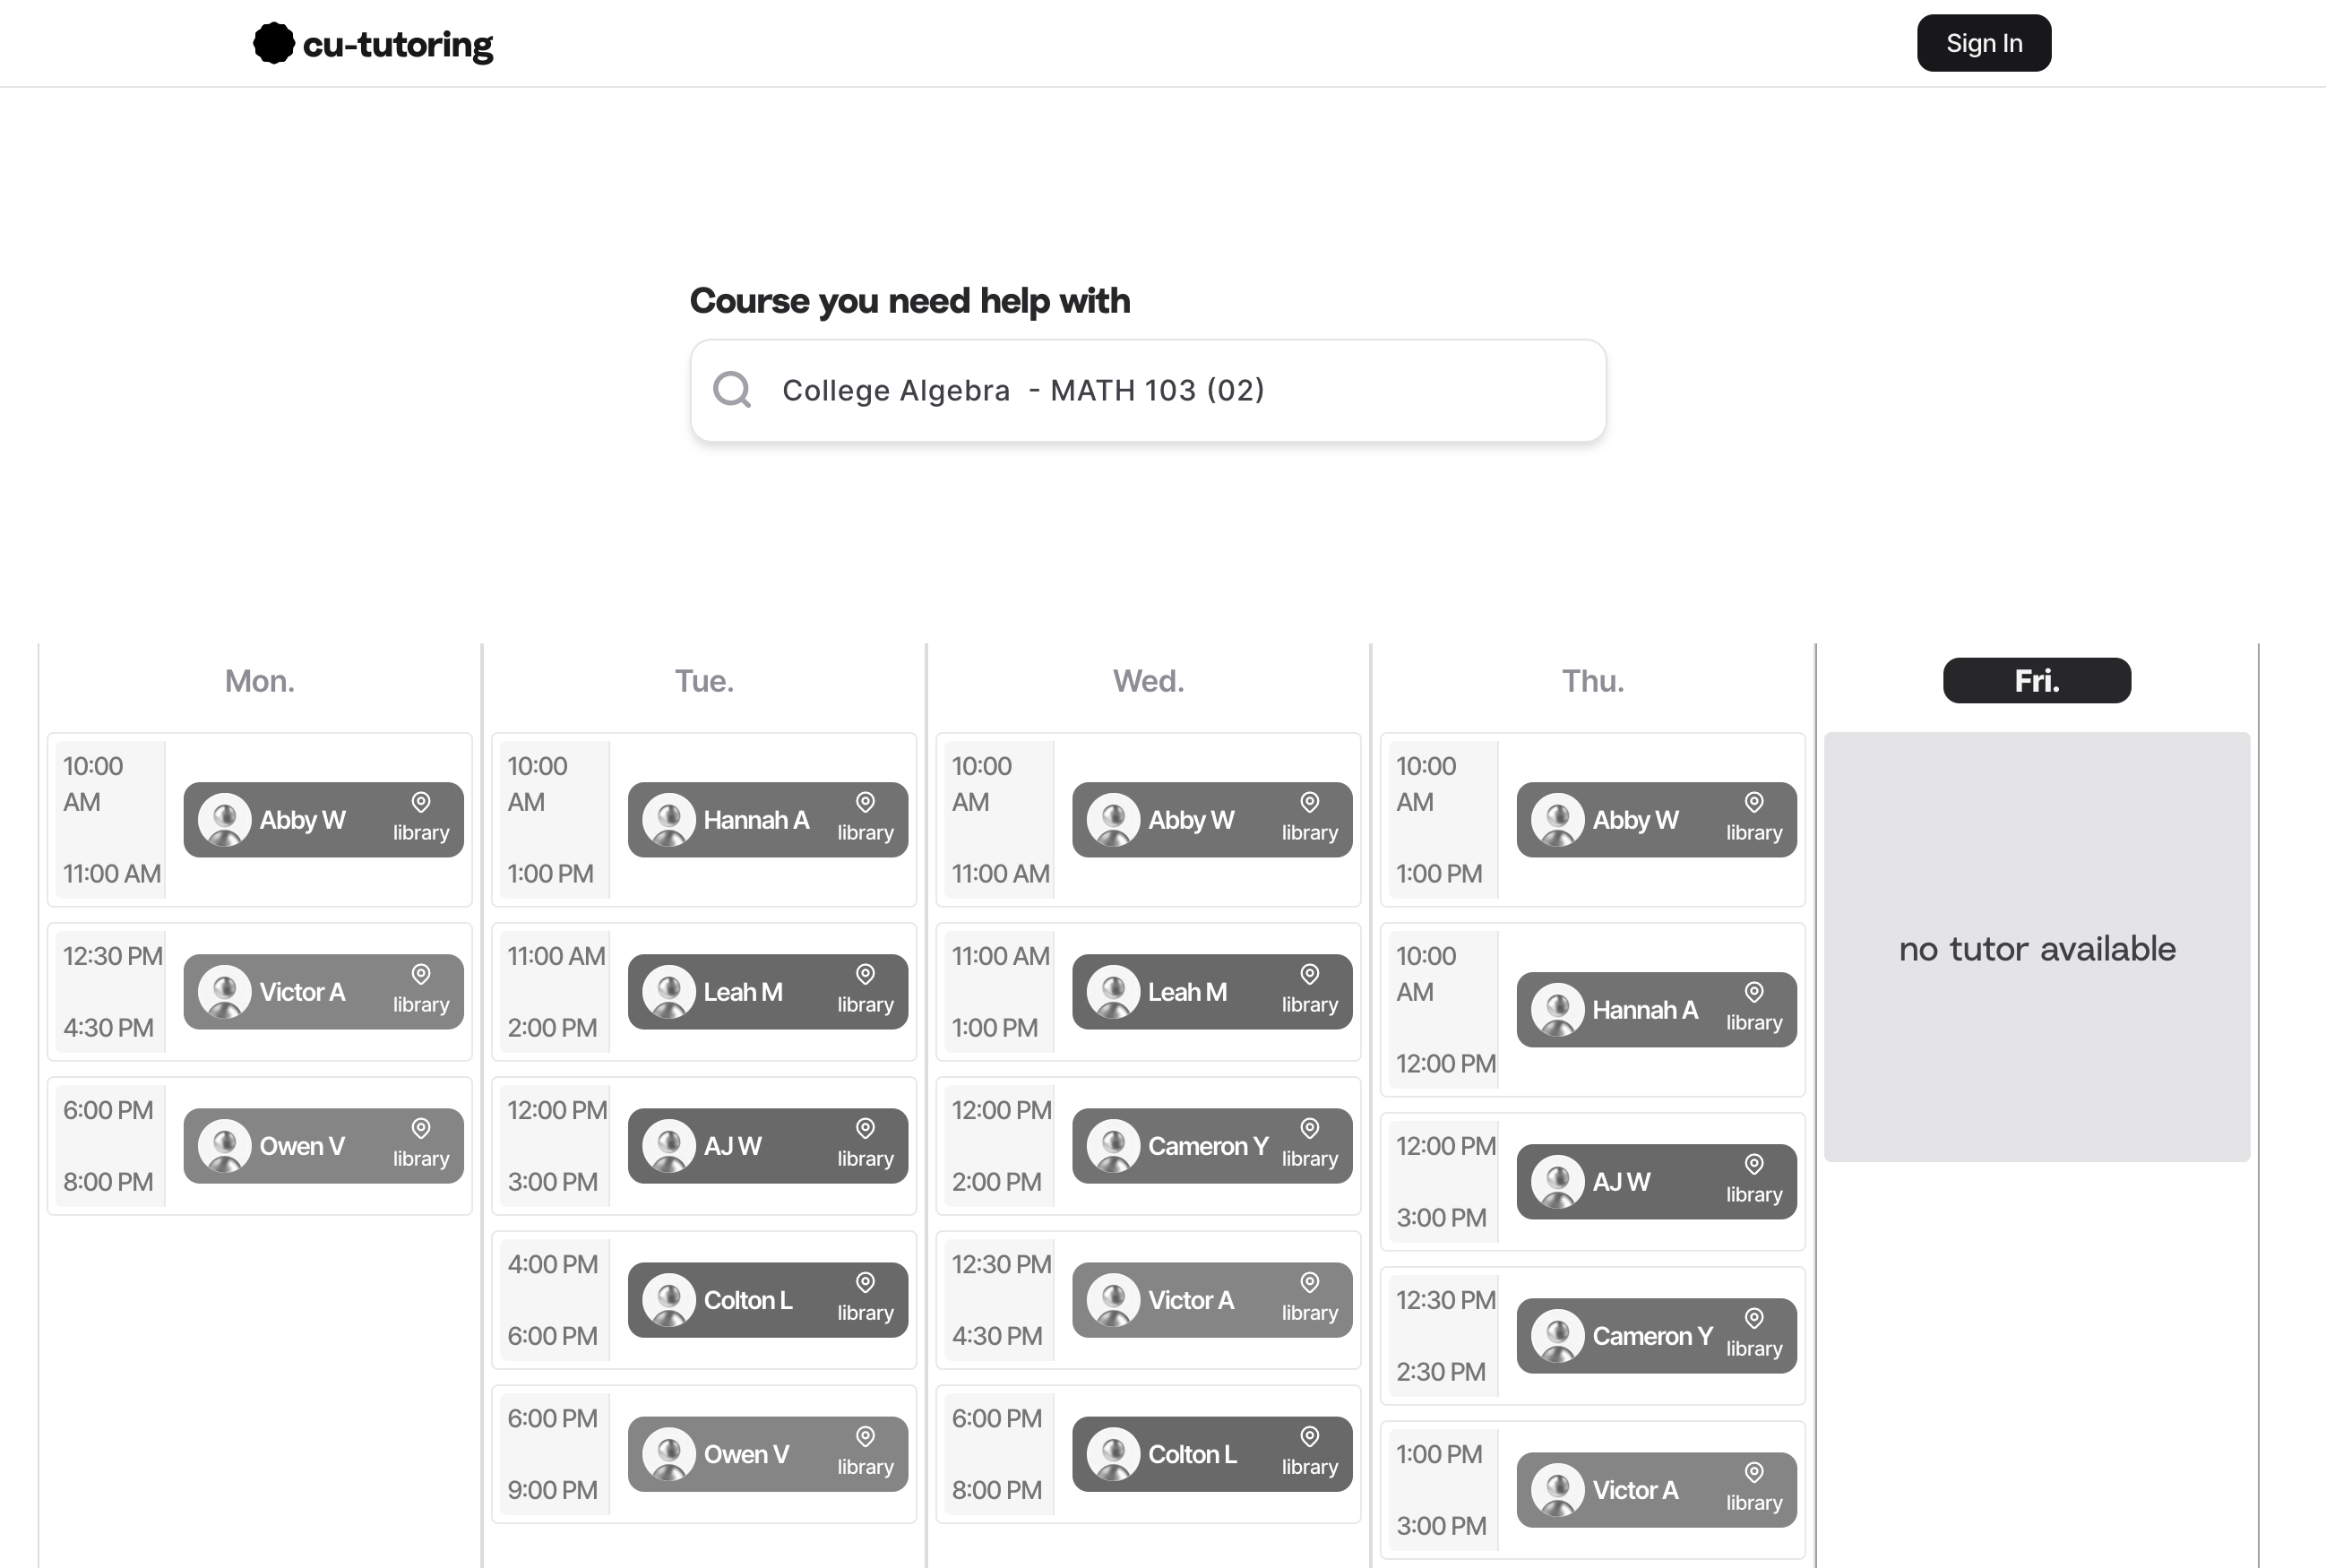 cu-tutoring
Sign In
Course you need help with
College Algebra - MATH 103 (02)
Mon.
10:00
AM
11:00 AM
Abby W
library
12:30 PM
4:30 PM
Victor A
library
6:00 PM
8:00 PM
Owen V
library
Tue.
10:00
AM
1:00 PM
Hannah A
library
11:00 AM
2:00 PM
Leah M
library
12:00 PM
3:00 PM
AJ W
library
4:00 PM
6:00 PM
Colton L
library
6:00 PM
9:00 PM
Owen V
library
Wed.
10:00
AM
11:00 AM
Abby W
library
11:00 AM
1:00 PM
Leah M
library
12:00 PM
2:00 PM
Cameron Y
library
12:30 PM
4:30 PM
Victor A
library
6:00 PM
8:00 PM
Colton L
library
Thu.
10:00
AM
1:00 PM
Abby W
library
10:00
AM
12:00 PM
Hannah A
library
12:00 PM
3:00 PM
AJ W
library
12:30 PM
2:30 PM
Cameron Y
library
1:00 PM
3:00 PM
Victor A
library
Fri.
no tutor available